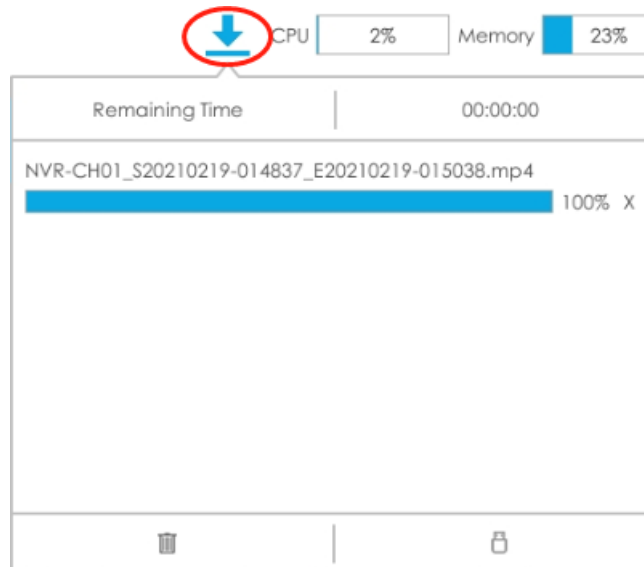 CPU 2% Memory 23%
Remaining Time 00:00:00
NVR-CH01_S20210219-014837_E20210219-015038.mp4
100% X